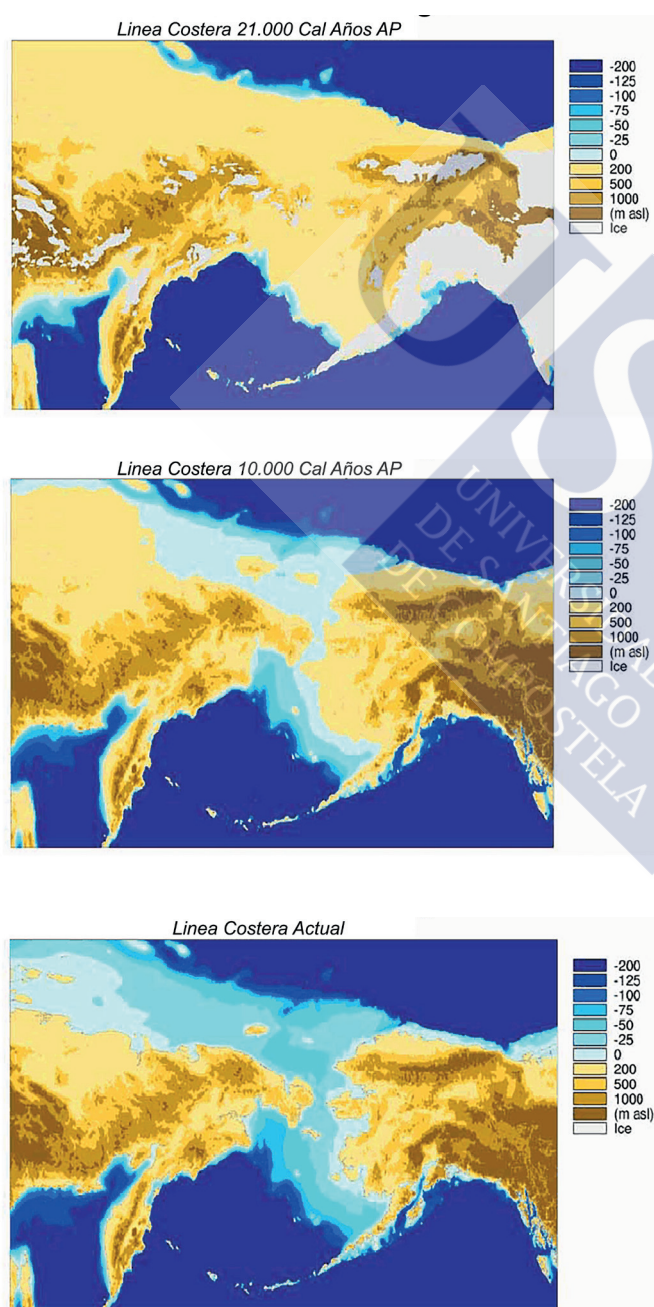 Linea Costera 21.000 Cal Años AP
-200
-125
-100
-75
-50
-25
0
200
500
1000
(m asl)
Ice
Linea Costera 10.000 Cal Años AP
-200
-125
-100
-75
-50
-25
0
200
500
1000
(m asl)
Ice
USC
UNIVERSIDADE
DE SANTIAGO
DE COMPOSTELA
Linea Costera Actual
-200
-125
-100
-75
-50
-25
0
200
500
1000
(m asl)
Ice